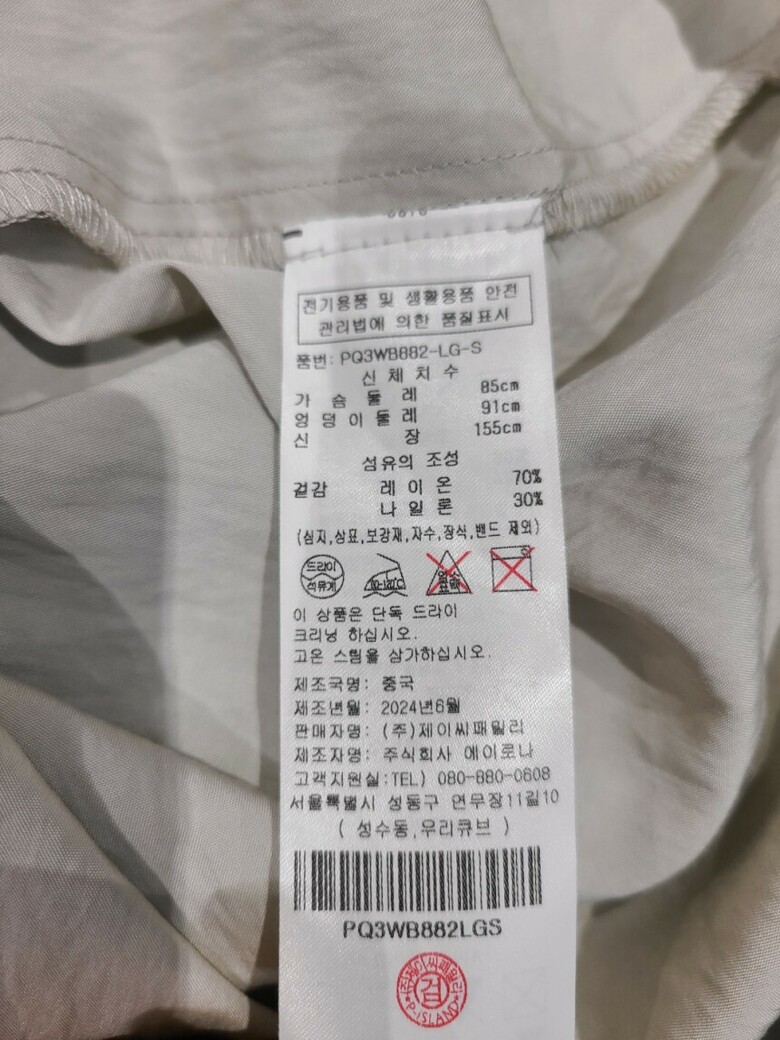 전기용품 및 생활용품 안전
관리법에 의한 품질표시
품번: PQ3WB882-LG-S
신 체 치 수
가 슴 둘 레 85cm
엉 덩 이 둘 레 91cm
신 장 155cm
섬유의 조성
겉감 레 이 온 70%
나 일 론 30%
(심지,상표,보강재,자수,장식,밴드 제외)
드라이
석유계
이 상품은 단독 드라이
크리닝 하십시오.
고온 스팀을 삼가하십시오.
제조국명: 중국
제조년월: 2024년6월
판매자명: (주)제이씨패밀리
제조자명: 주식회사 에이로나
고객지원실:TEL) 080-880-0608
서울특별시 성동구 연무장11길10
( 성수동,우리큐브 )
PQ3WB882LGS
(주)제이씨패밀리
검
P-ISLAND